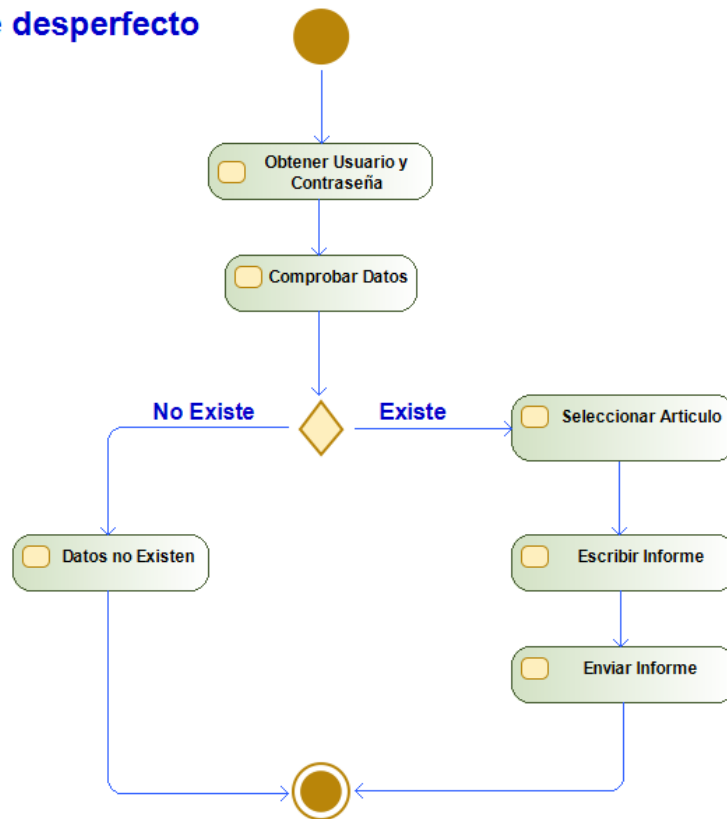 e desperfecto
Obtener Usuario y
Contraseña
Comprobar Datos
No Existe
Existe
Seleccionar Articulo
Datos no Existen
Escribir Informe
Enviar Informe